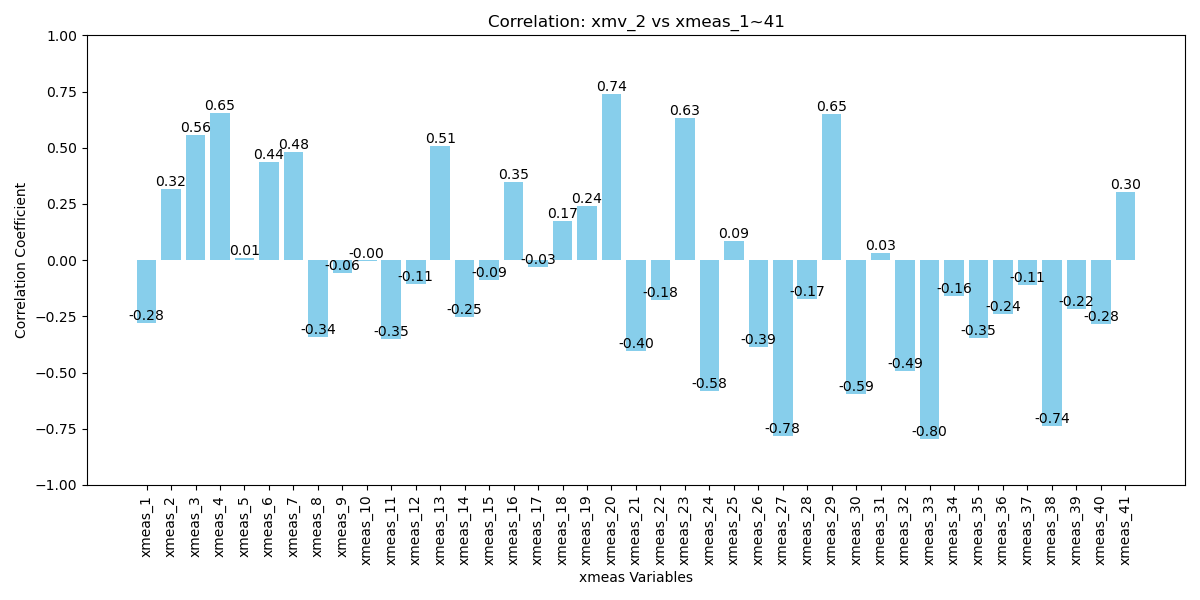 Correlation: xmv_2 vs xmeas_1~41
Correlation Coefficient
1.00
0.75
0.50
0.25
0.00
−0.25
−0.50
−0.75
−1.00
-0.28
0.32
0.56
0.65
0.01
0.44
0.48
-0.34
-0.06
-0.00
-0.35
-0.11
0.51
-0.25
-0.09
0.35
-0.03
0.17
0.24
0.74
-0.40
-0.18
0.63
-0.58
0.09
-0.39
-0.78
-0.17
0.65
-0.59
0.03
-0.49
-0.80
-0.16
-0.35
-0.24
-0.11
-0.74
-0.22
-0.28
0.30
xmeas_1
xmeas_2
xmeas_3
xmeas_4
xmeas_5
xmeas_6
xmeas_7
xmeas_8
xmeas_9
xmeas_10
xmeas_11
xmeas_12
xmeas_13
xmeas_14
xmeas_15
xmeas_16
xmeas_17
xmeas_18
xmeas_19
xmeas_20
xmeas_21
xmeas_22
xmeas_23
xmeas_24
xmeas_25
xmeas_26
xmeas_27
xmeas_28
xmeas_29
xmeas_30
xmeas_31
xmeas_32
xmeas_33
xmeas_34
xmeas_35
xmeas_36
xmeas_37
xmeas_38
xmeas_39
xmeas_40
xmeas_41
xmeas Variables